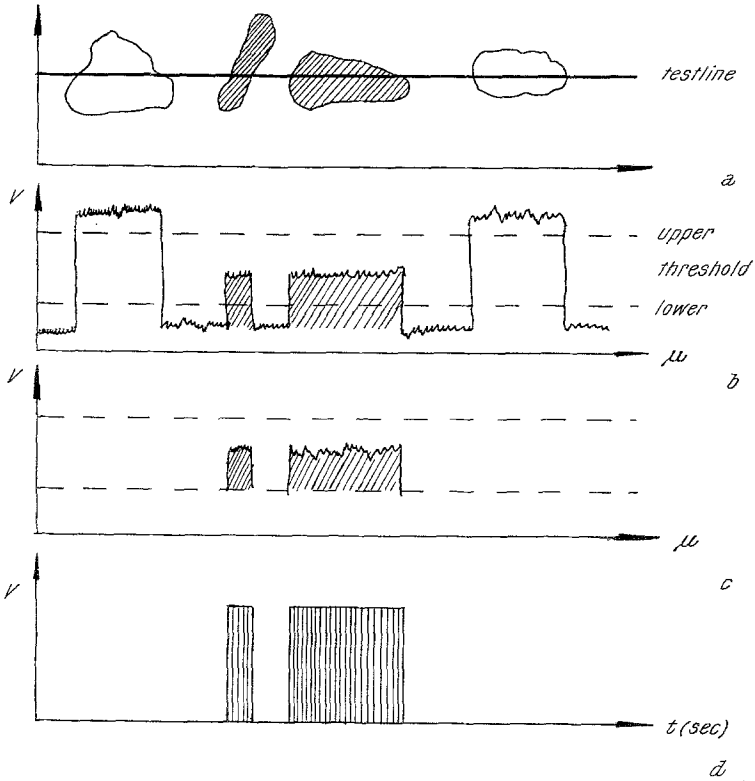 testline
a
V
upper
threshold
lower
μ
b
V
μ
c
V
t (sec)
d